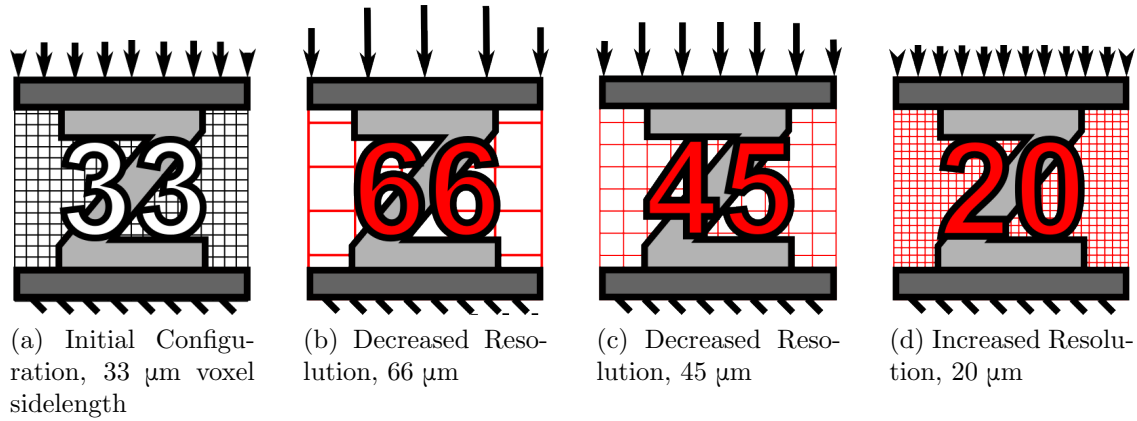 33
66
45
20
(a) Initial Configu-
ration, 33 µm voxel
sidelength
(b) Decreased Reso-
lution, 66 µm
(c) Decreased Reso-
lution, 45 µm
(d) Increased Resolu-
tion, 20 µm